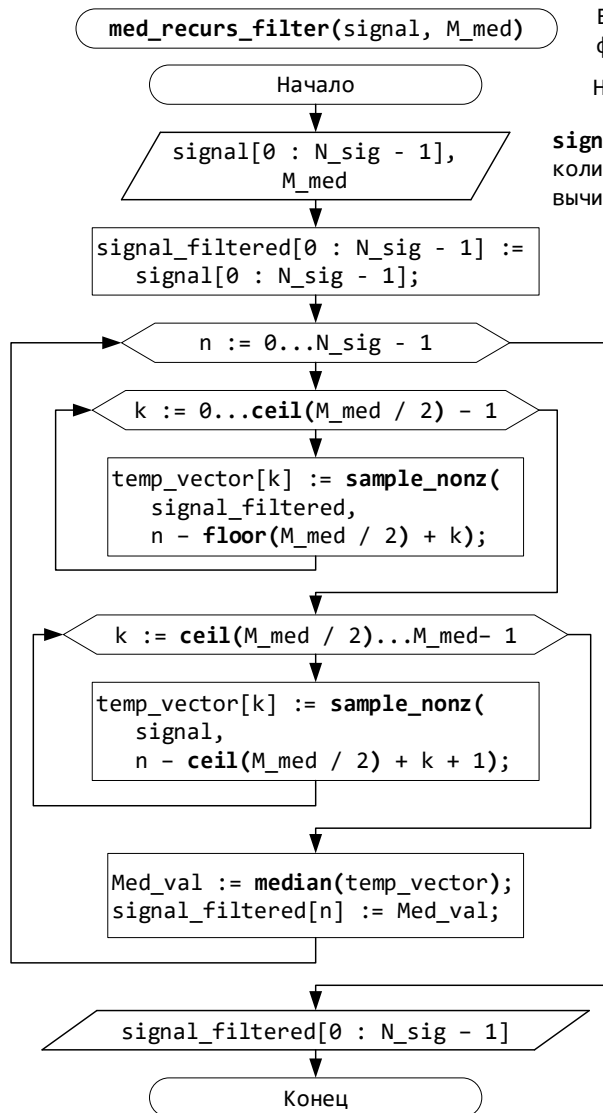 med_recurs_filter(signal, M_med)
Начало
signal[0 : N_sig - 1],
M_med
signal_filtered[0 : N_sig - 1] :=
signal[0 : N_sig - 1];
n := 0...N_sig - 1
k := 0...ceil(M_med / 2) – 1
temp_vector[k] := sample_nonz(
signal_filtered,
n – floor(M_med / 2) + k);
k := ceil(M_med / 2)...M_med– 1
temp_vector[k] := sample_nonz(
signal,
n – ceil(M_med / 2) + k + 1);
Med_val := median(temp_vector);
signal_filtered[n] := Med_val;
signal_filtered[0 : N_sig – 1]
Конец